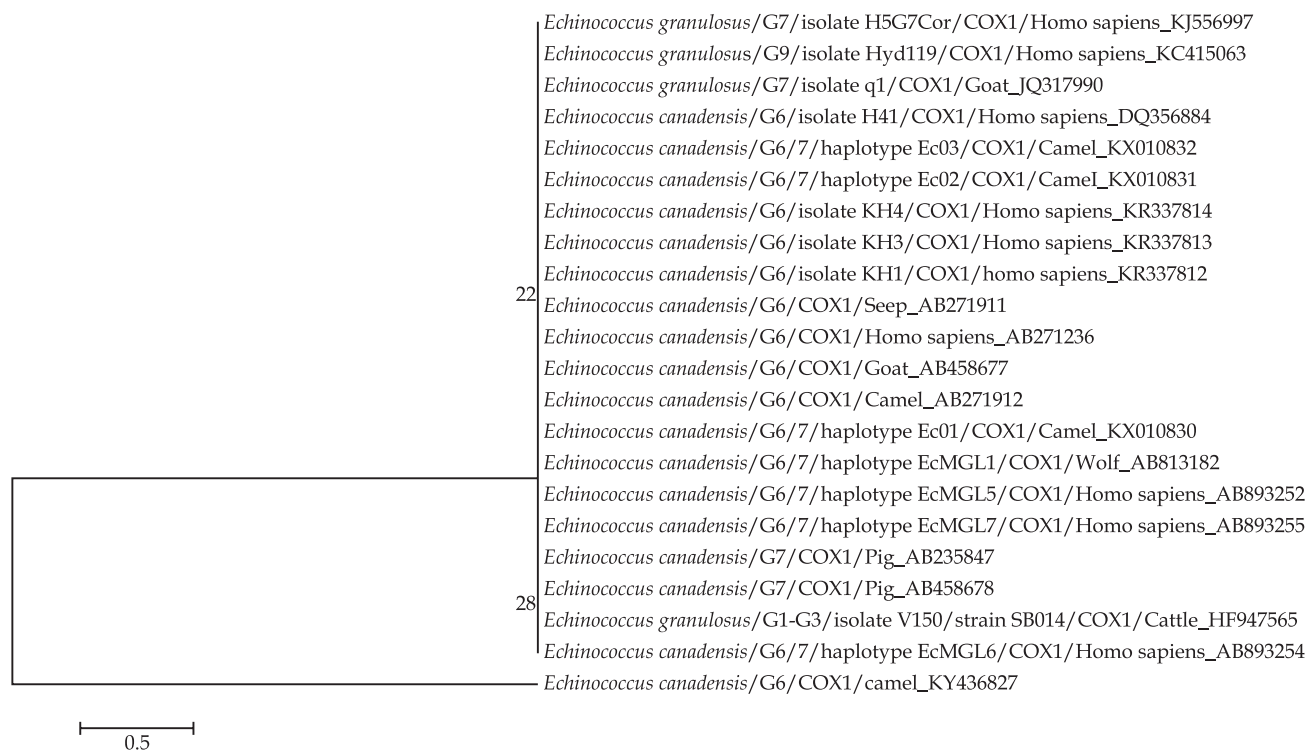 Echinococcus granulosus/G7/isolate H5G7Cor/COX1/Homo sapiens_KJ556997
Echinococcus granulosus/G9/isolate Hyd119/COX1/Homo sapiens_KC415063
Echinococcus granulosus/G7/isolate q1/COX1/Goat_JQ317990
Echinococcus canadensis/G6/isolate H41/COX1/Homo sapiens_DQ356884
Echinococcus canadensis/G6/7/haplotype Ec03/COX1/Camel_KX010832
Echinococcus canadensis/G6/7/haplotype Ec02/COX1/CameI_KX010831
Echinococcus canadensis/G6/isolate KH4/COX1/Homo sapiens_KR337814
Echinococcus canadensis/G6/isolate KH3/COX1/Homo sapiens_KR337813
Echinococcus canadensis/G6/isolate KH1/COX1/homo sapiens_KR337812
22
Echinococcus canadensis/G6/COX1/Seep_AB271911
Echinococcus canadensis/G6/COX1/Homo sapiens_AB271236
Echinococcus canadensis/G6/COX1/Goat_AB458677
Echinococcus canadensis/G6/COX1/Camel_AB271912
Echinococcus canadensis/G6/7/haplotype Ec01/COX1/Camel_KX010830
Echinococcus canadensis/G6/7/haplotype EcMGL1/COX1/Wolf_AB813182
Echinococcus canadensis/G6/7/haplotype EcMGL5/COX1/Homo sapiens_AB893252
Echinococcus canadensis/G6/7/haplotype EcMGL7/COX1/Homo sapiens_AB893255
Echinococcus canadensis/G7/COX1/Pig_AB235847
Echinococcus canadensis/G7/COX1/Pig_AB458678
28
Echinococcus granulosus/G1-G3/isolate V150/strain SB014/COX1/Cattle_HF947565
Echinococcus canadensis/G6/7/haplotype EcMGL6/COX1/Homo sapiens_AB893254
Echinococcus canadensis/G6/COX1/camel_KY436827
0.5